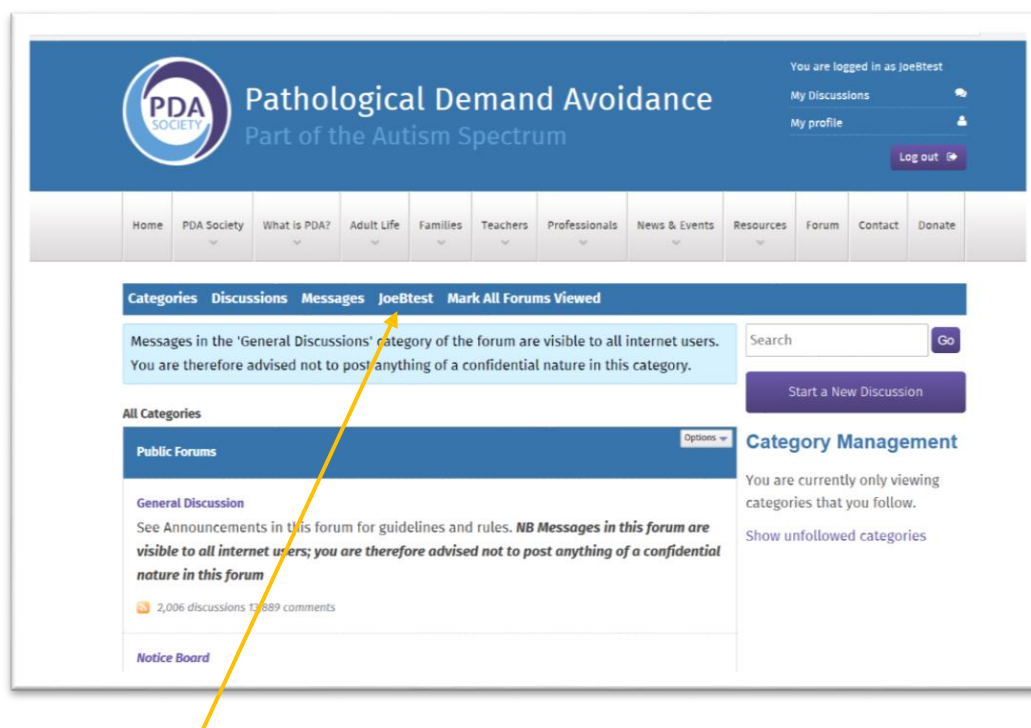 PDA
SOCIETY
Pathological Demand Avoidance
Part of the Autism Spectrum
You are logged in as JoeBtest
My Discussions
My profile
Log out
Home PDA Society What is PDA? Adult Life Families Teachers Professionals News & Events Resources Forum Contact Donate
Categories Discussions Messages JoeBtest Mark All Forums Viewed
Messages in the 'General Discussions' category of the forum are visible to all internet users.
You are therefore advised not to post anything of a confidential nature in this category.
Search
Go
Start a New Discussion
All Categories
Public Forums
Options
General Discussion
See Announcements in this forum for guidelines and rules. NB Messages in this forum are
visible to all internet users; you are therefore advised not to post anything of a confidential
nature in this forum
2,006 discussions 13,889 comments
Notice Board
Category Management
You are currently only viewing
categories that you follow.
Show unfollowed categories